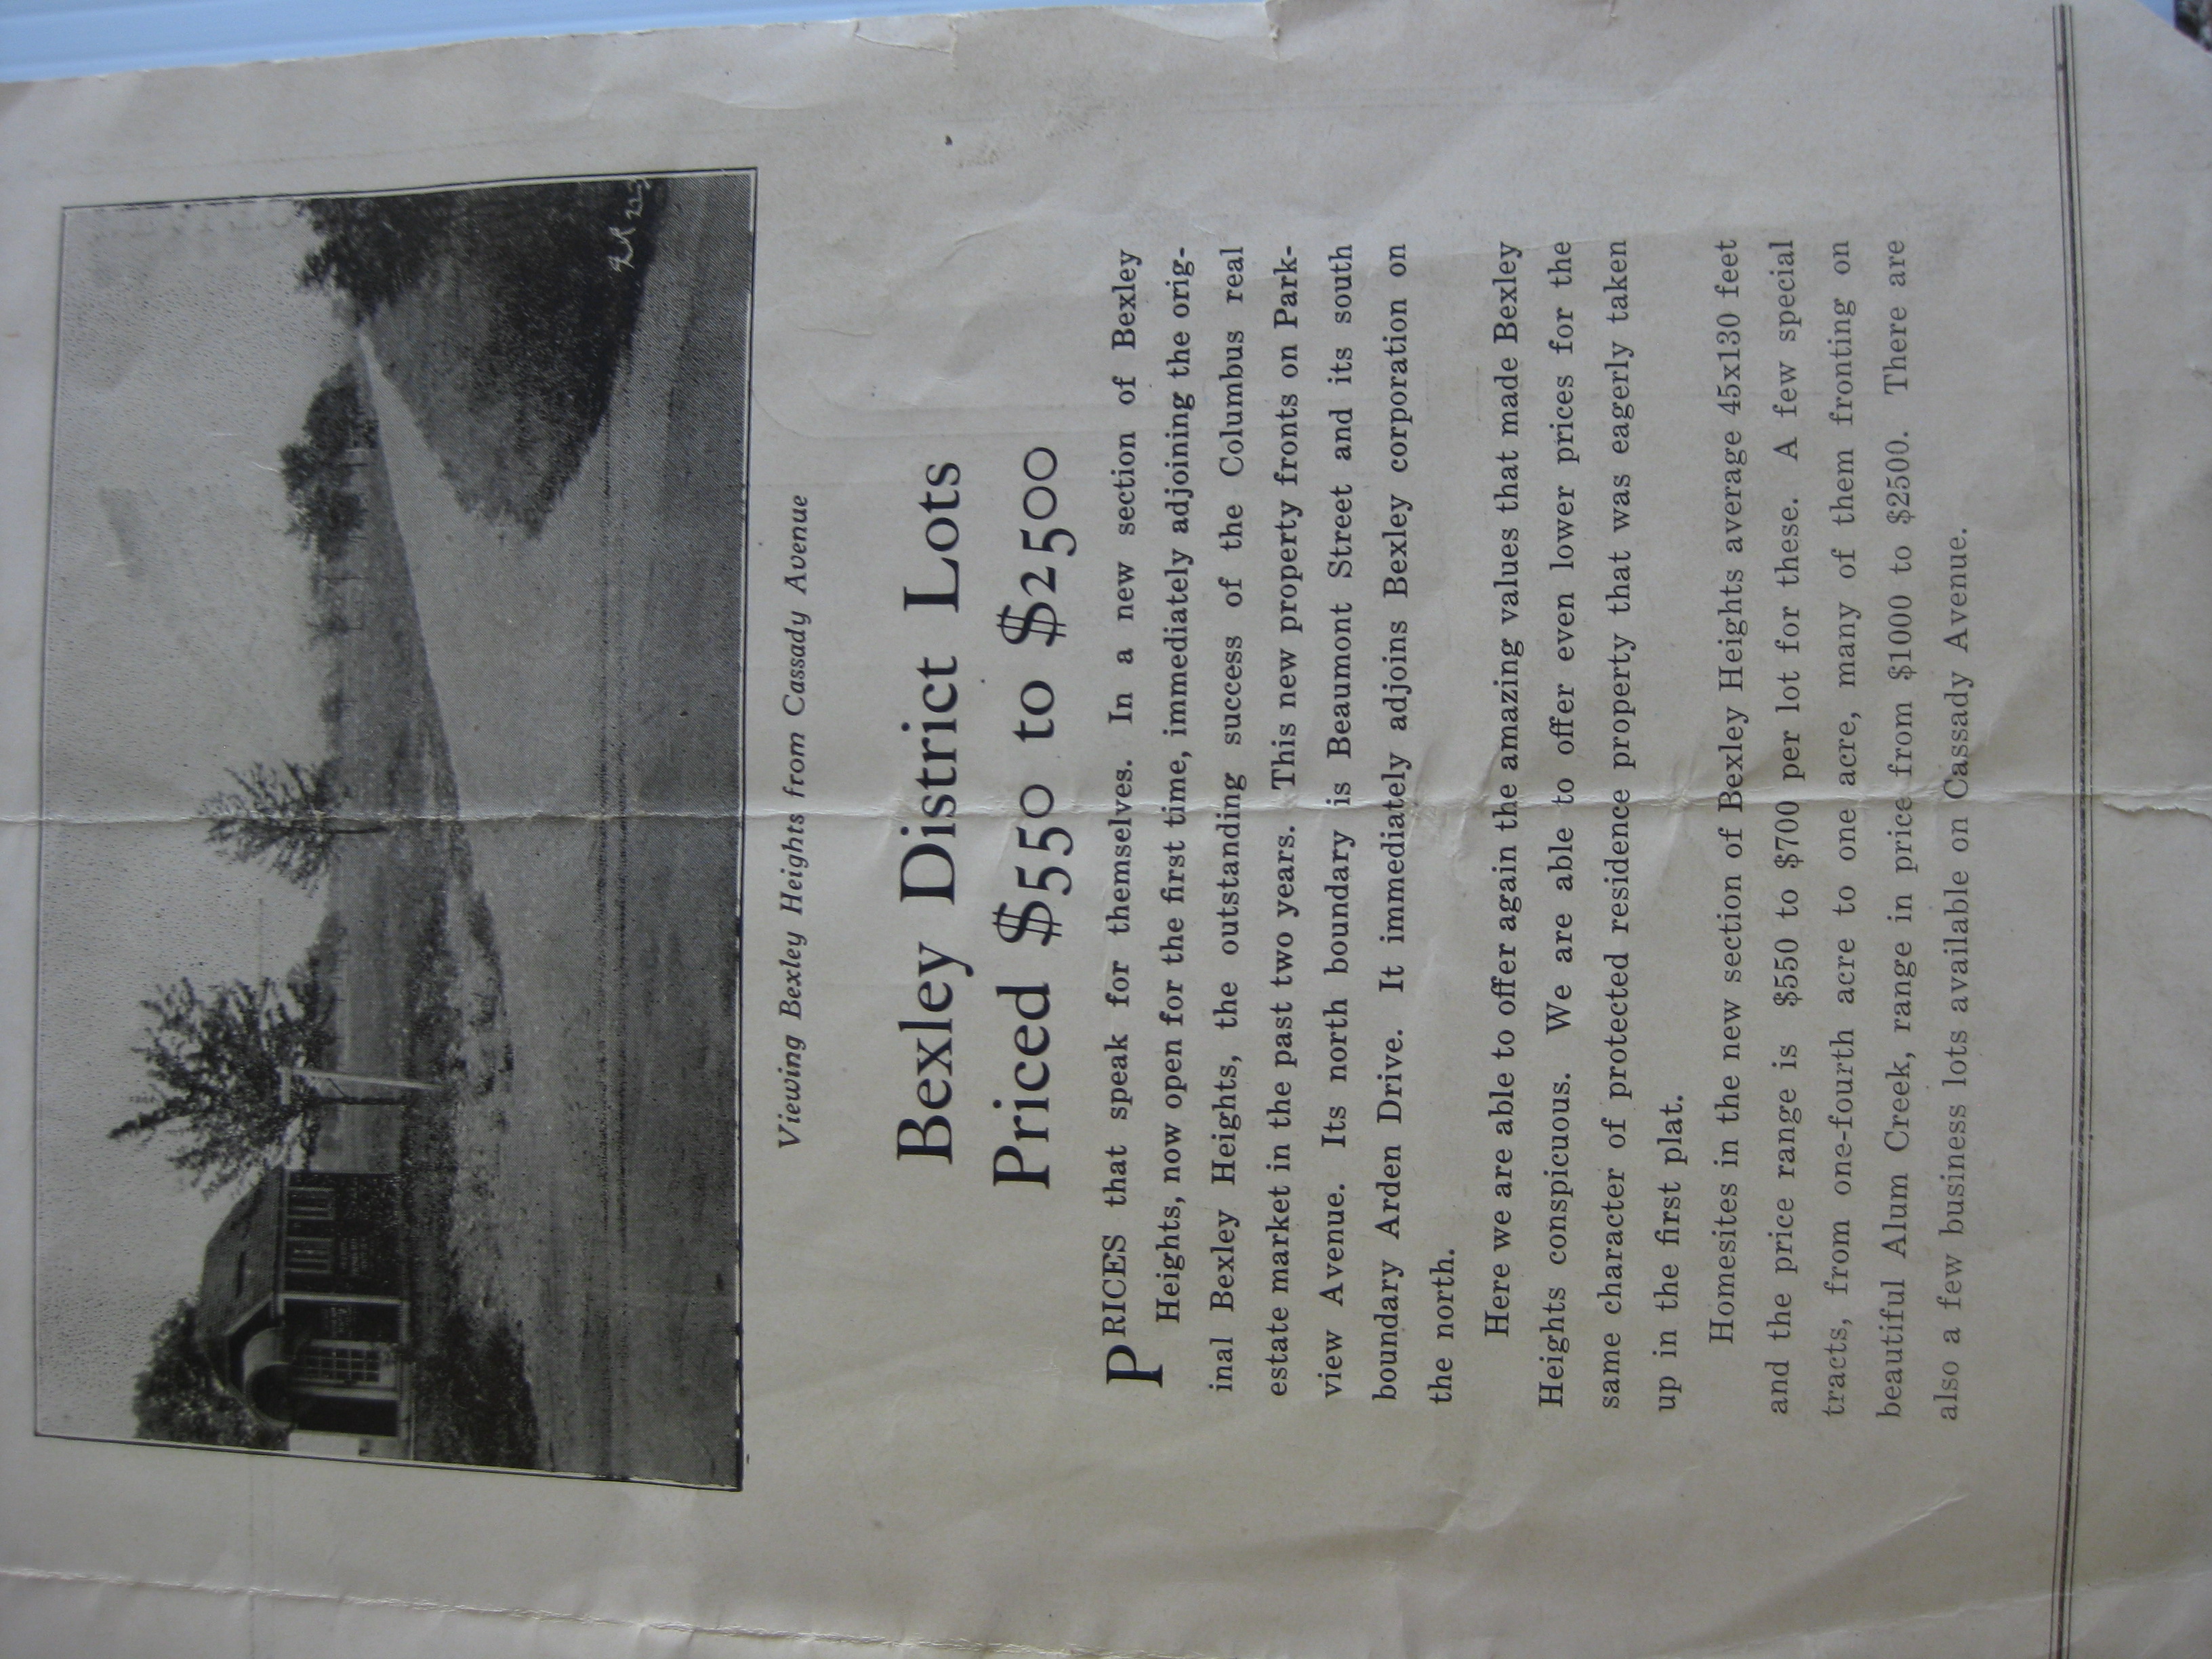 Viewing Bexley Heights from Cassady Avenue
Bexley District Lots
Priced $550 to $2500
PRICES that speak for themselves. In a new section of Bexley
Heights, now open for the first time, immediately adjoining the orig-
inal Bexley Heights, the outstanding success of the Columbus real
estate market in the past two years. This new property fronts on Park-
view Avenue. Its north boundary is Beaumont Street and its south
boundary Arden Drive. It immediately adjoins Bexley corporation on
the north.
Here we are able to offer again the amazing values that made Bexley
Heights conspicuous. We are able to offer even lower prices for the
same character of protected residence property that was eagerly taken
up in the first plat.
Homesites in the new section of Bexley Heights average 45x130 feet
and the price range is $550 to $700 per lot for these. A few special
tracts, from one-fourth acre to one acre, many of them fronting on
beautiful Alum Creek, range in price from $1000 to $2500. There are
also a few business lots available on Cassady Avenue.